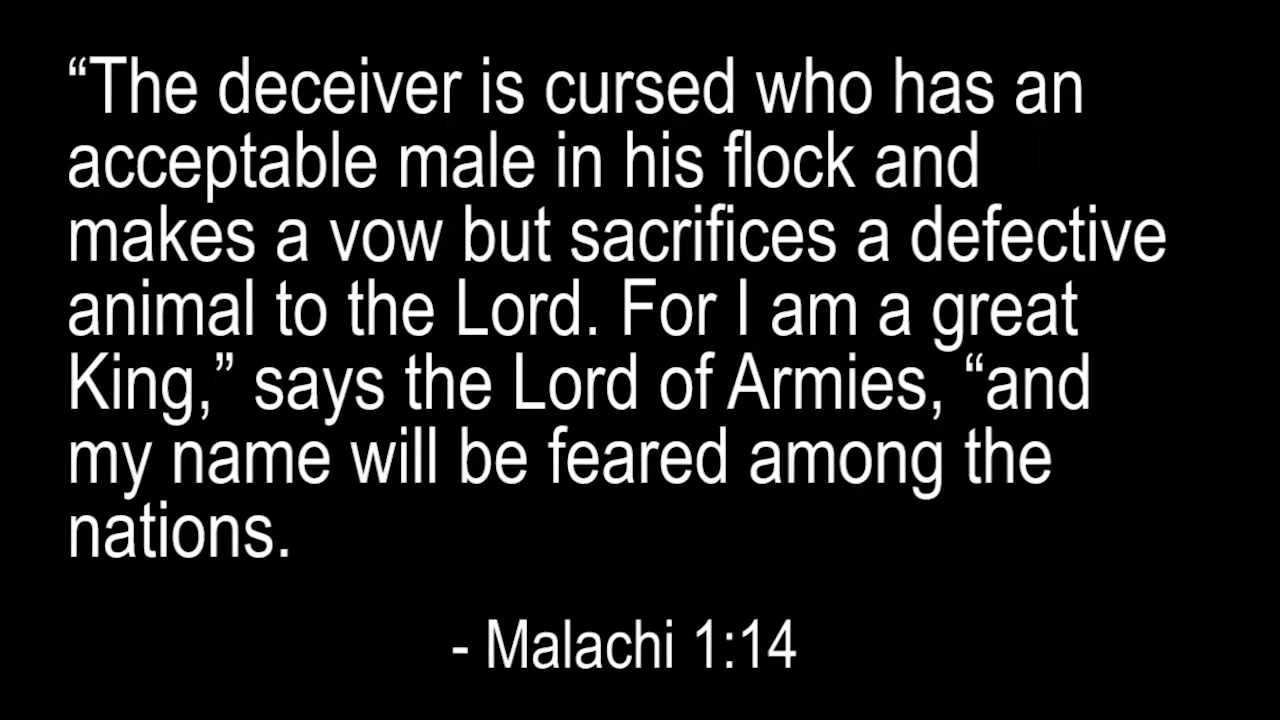 “The deceiver is cursed who has an
acceptable male in his flock and
makes a vow but sacrifices a defective
animal to the Lord. For I am a great
King,” says the Lord of Armies, “and
my name will be feared among the
nations.
- Malachi 1:14